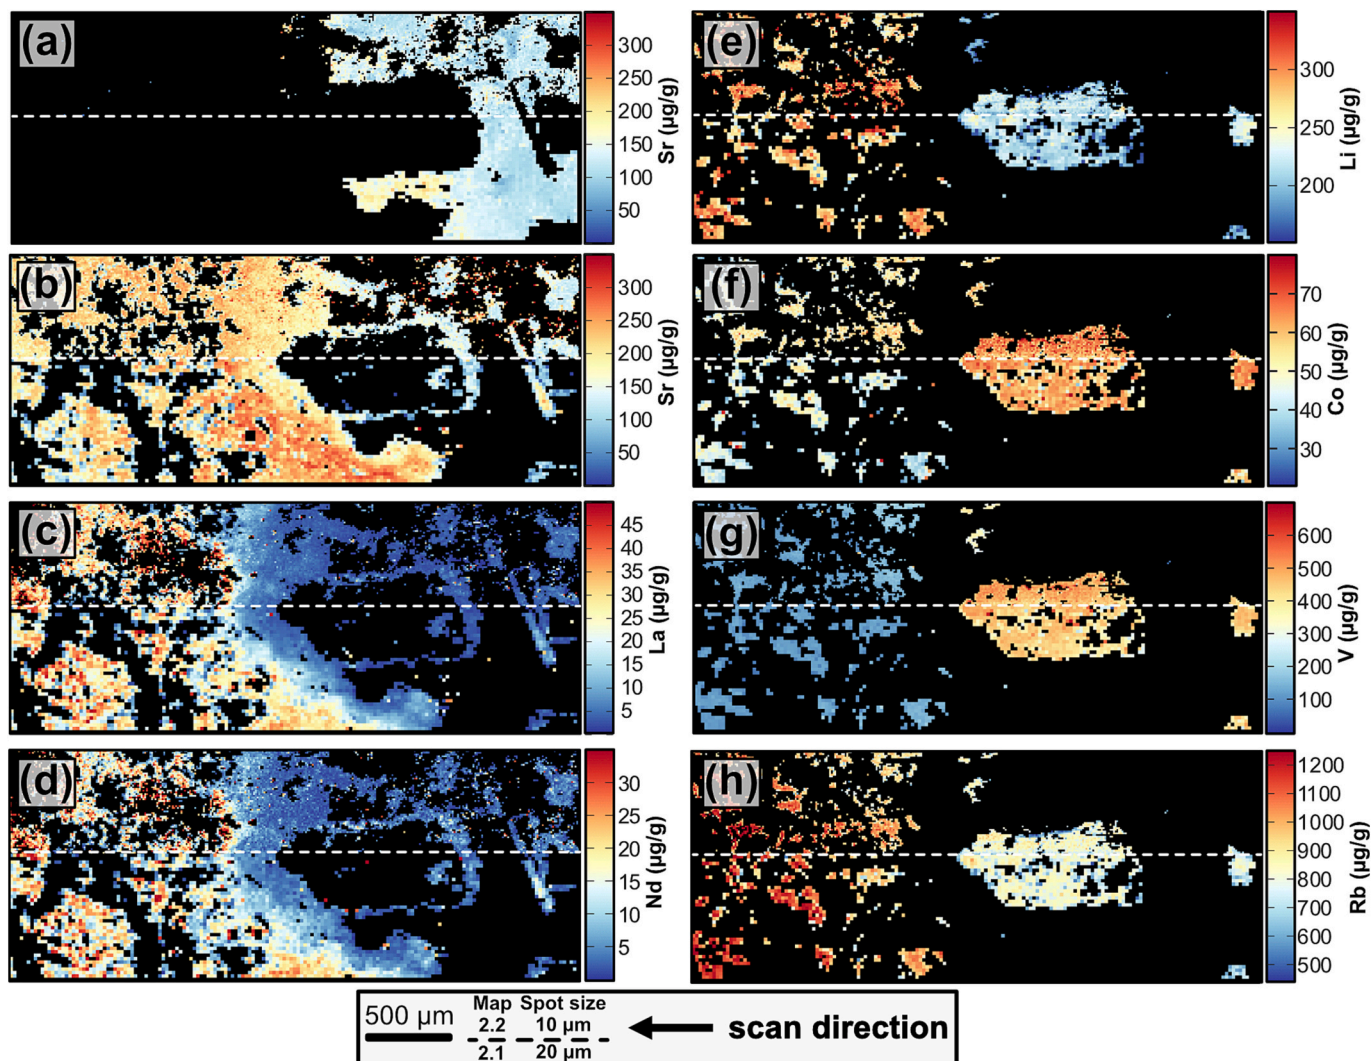 (a)
300
250
200
150
100
50
Sr (µg/g)
(b)
300
250
200
150
100
50
Sr (µg/g)
(c)
45
40
35
30
25
20
15
10
5
La (µg/g)
(d)
30
25
20
15
10
5
Nd (µg/g)
(e)
300
250
200
Li (µg/g)
(f)
70
60
50
40
30
Co (µg/g)
(g)
600
500
400
300
200
100
V (µg/g)
(h)
1200
1100
1000
900
800
700
600
500
Rb (µg/g)
500 µm
Map Spot size
2.2 10 µm
2.1 20 µm
scan direction